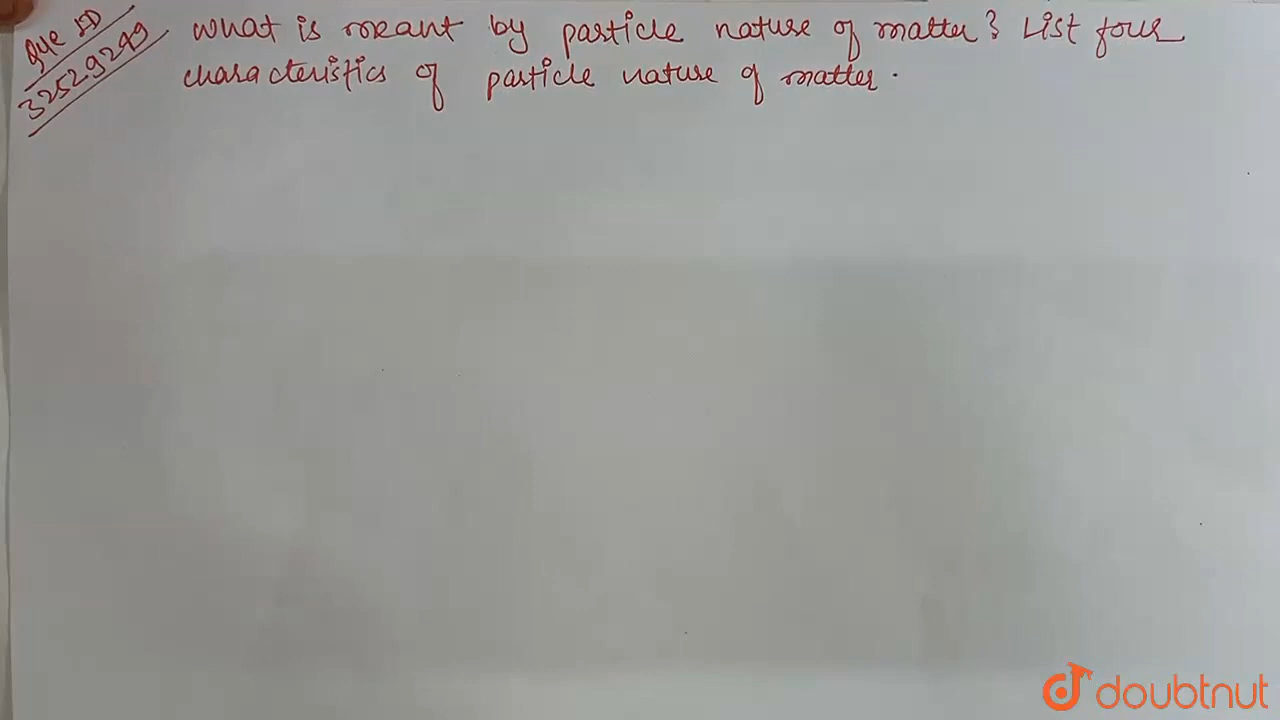 Que ID
32529299
What is meant by particle nature of matter? List four
characteristics of particle nature of matter.
doubtnut